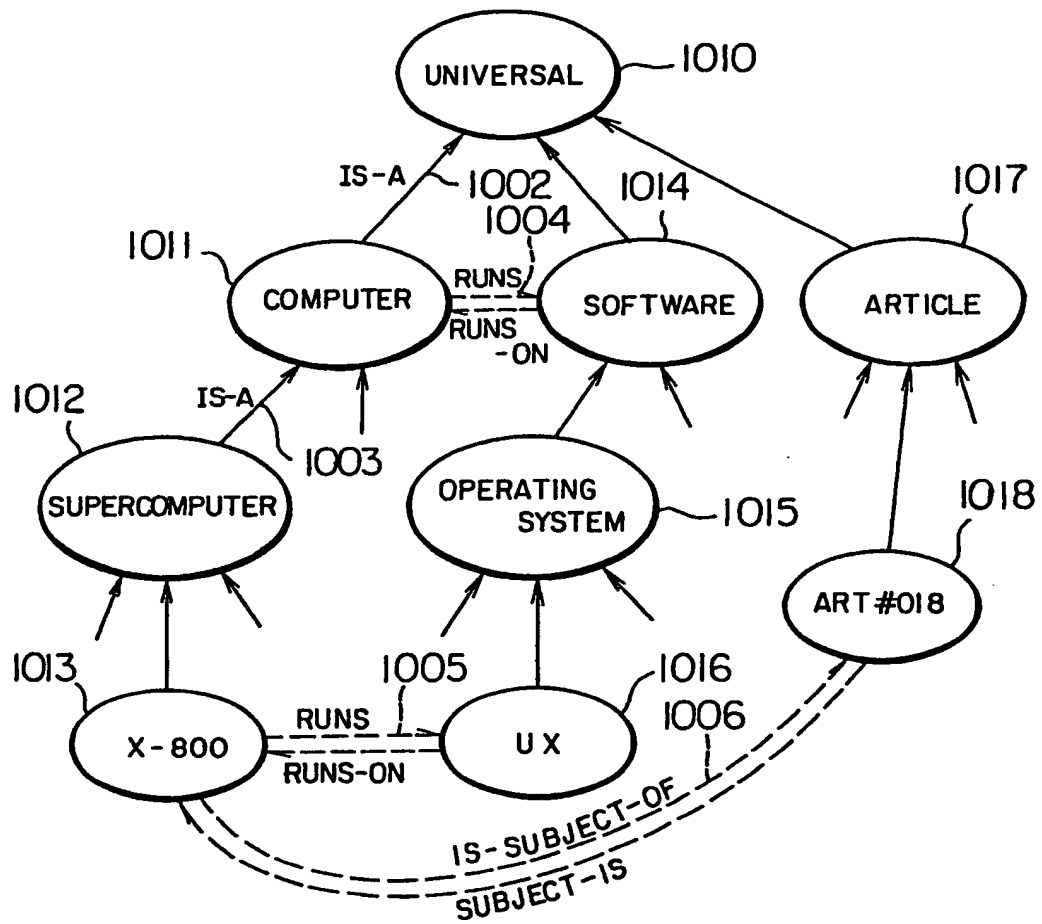 UNIVERSAL
1010
IS-A
1002
1004
1014
1017
1011
COMPUTER
RUNS
RUNS
-ON
SOFTWARE
ARTICLE
1012
IS-A
1003
SUPERCOMPUTER
OPERATING
SYSTEM
1015
1018
ART #018
1013
X-800
RUNS
RUNS-ON
1005
1016
UX
1006
IS-SUBJECT-OF
SUBJECT-IS